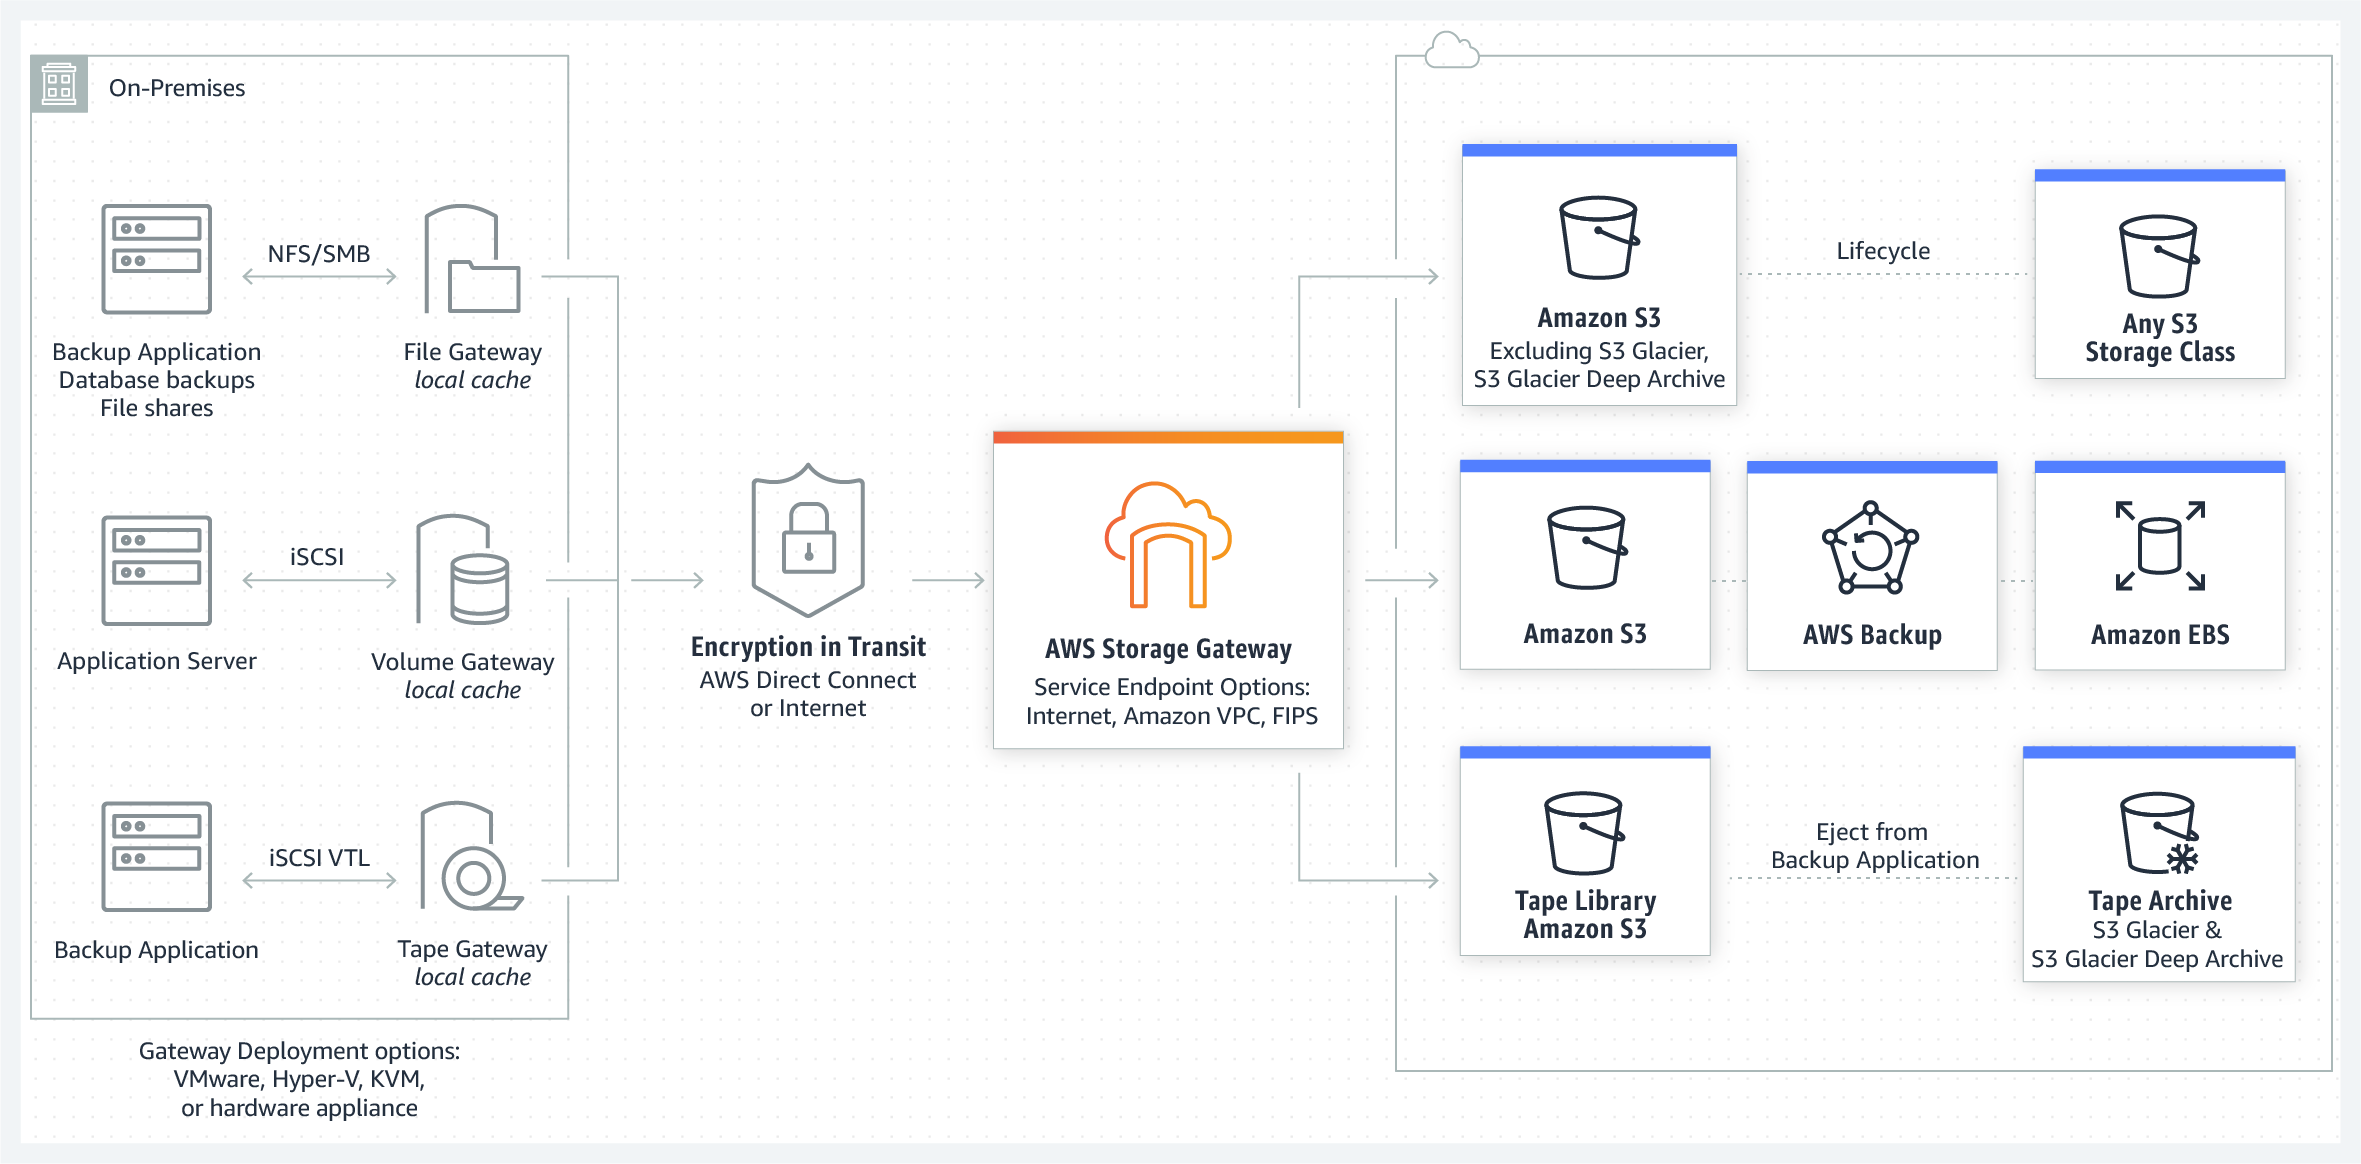 On-Premises
NFS/SMB
Backup Application
Database backups
File shares
File Gateway
local cache
iSCSI
Application Server
Volume Gateway
local cache
iSCSI VTL
Backup Application
Tape Gateway
local cache
Gateway Deployment options:
VMware, Hyper-V, KVM,
or hardware appliance
Encryption in Transit
AWS Direct Connect
or Internet
AWS Storage Gateway
Service Endpoint Options:
Internet, Amazon VPC, FIPS
Amazon S3
Excluding S3 Glacier,
S3 Glacier Deep Archive
Lifecycle
Any S3
Storage Class
Amazon S3
AWS Backup
Amazon EBS
Tape Library
Amazon S3
Eject from
Backup Application
Tape Archive
S3 Glacier &
S3 Glacier Deep Archive